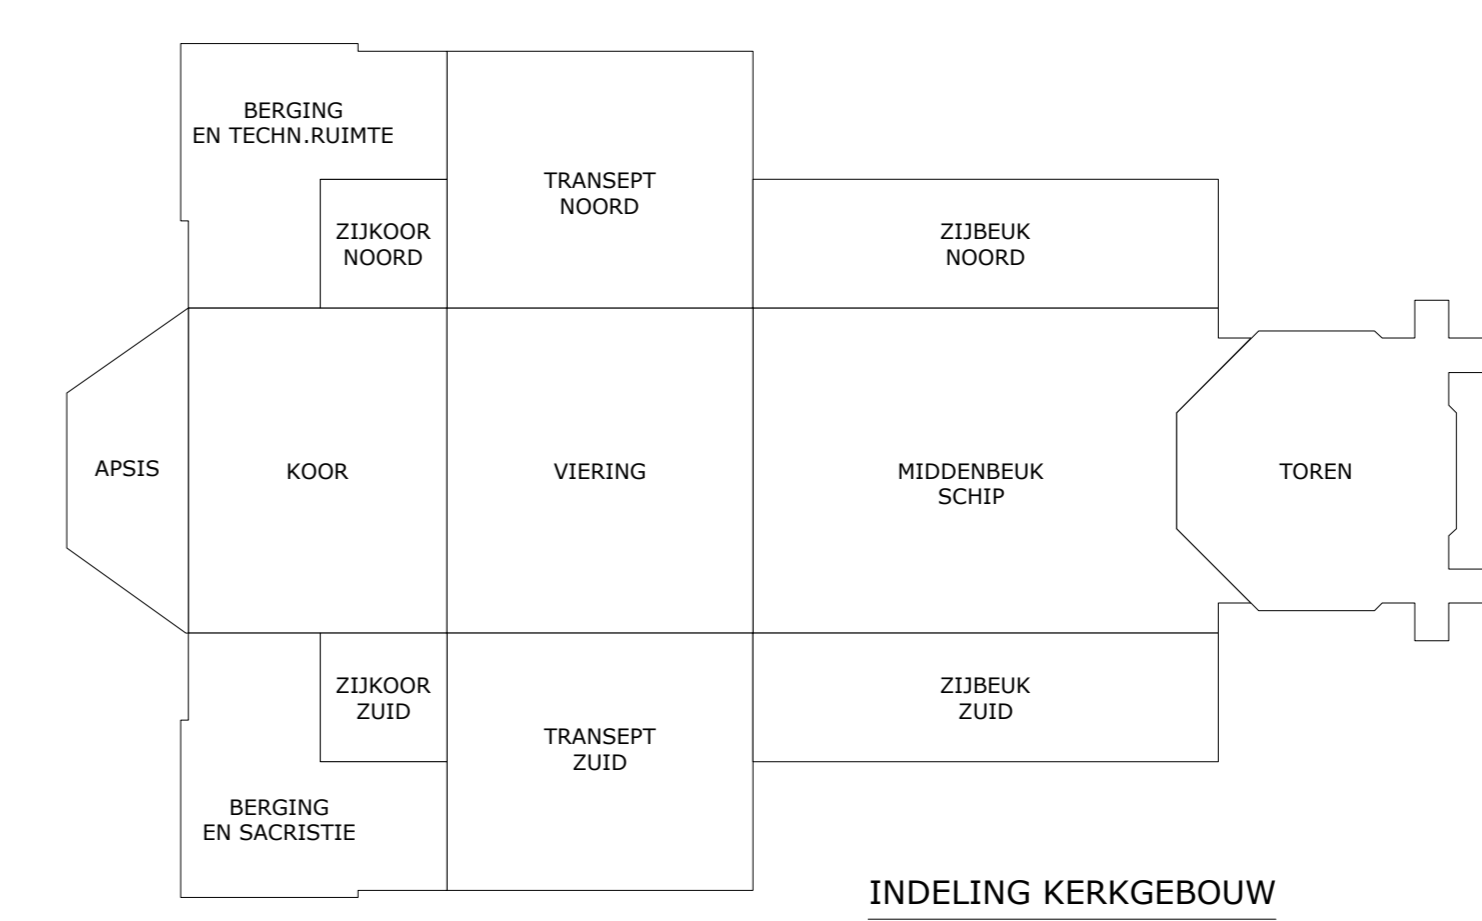 BERGING
EN TECHN.RUIMTE
TRANSEPT
NOORD
ZIJKOOR
NOORD
ZIJBEUK
NOORD
APSIS
KOOR
VIERING
MIDDENBEUK
SCHIP
TOREN
ZIJKOOR
ZUID
ZIJBEUK
ZUID
TRANSEPT
ZUID
BERGING
EN SACRISTIE
INDELING KERKGEBOUW